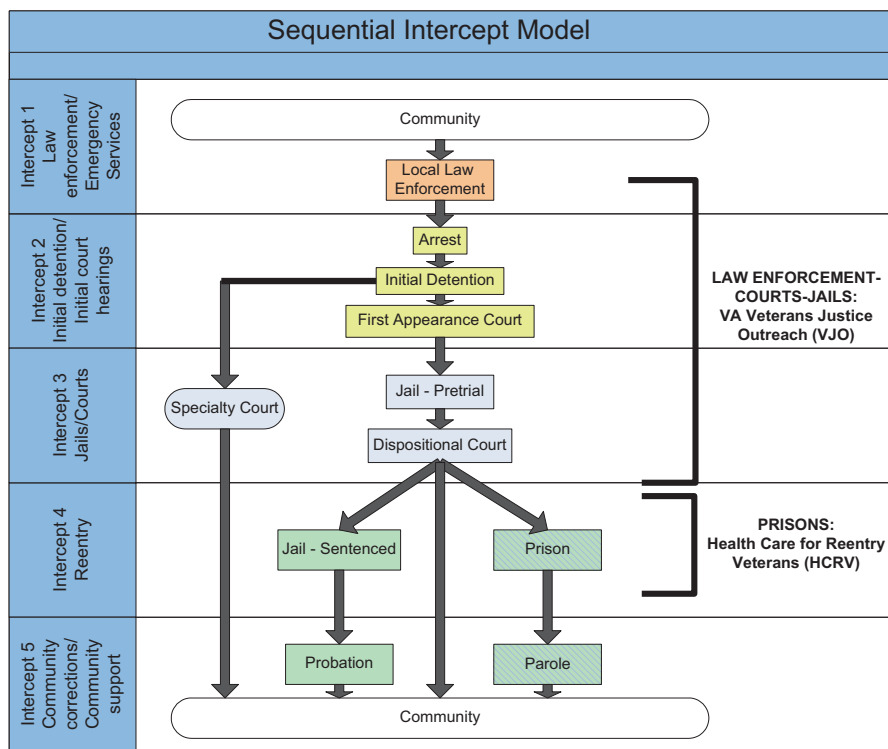 Sequential Intercept Model
Intercept 1
Law
enforcement/
Emergency
Services
Community
Local Law
Enforcement
Intercept 2
Initial detention/
Initial court
hearings
Arrest
Initial Detention
First Appearance Court
LAW ENFORCEMENT-
COURTS-JAILS:
VA Veterans Justice
Outreach (VJO)
Intercept 3
Jails/Courts
Specialty Court
Jail - Pretrial
Dispositional Court
Intercept 4
Reentry
Jail - Sentenced
Prison
PRISONS:
Health Care for Reentry
Veterans (HCRV)
Intercept 5
Community
corrections/
Community
support
Probation
Parole
Community